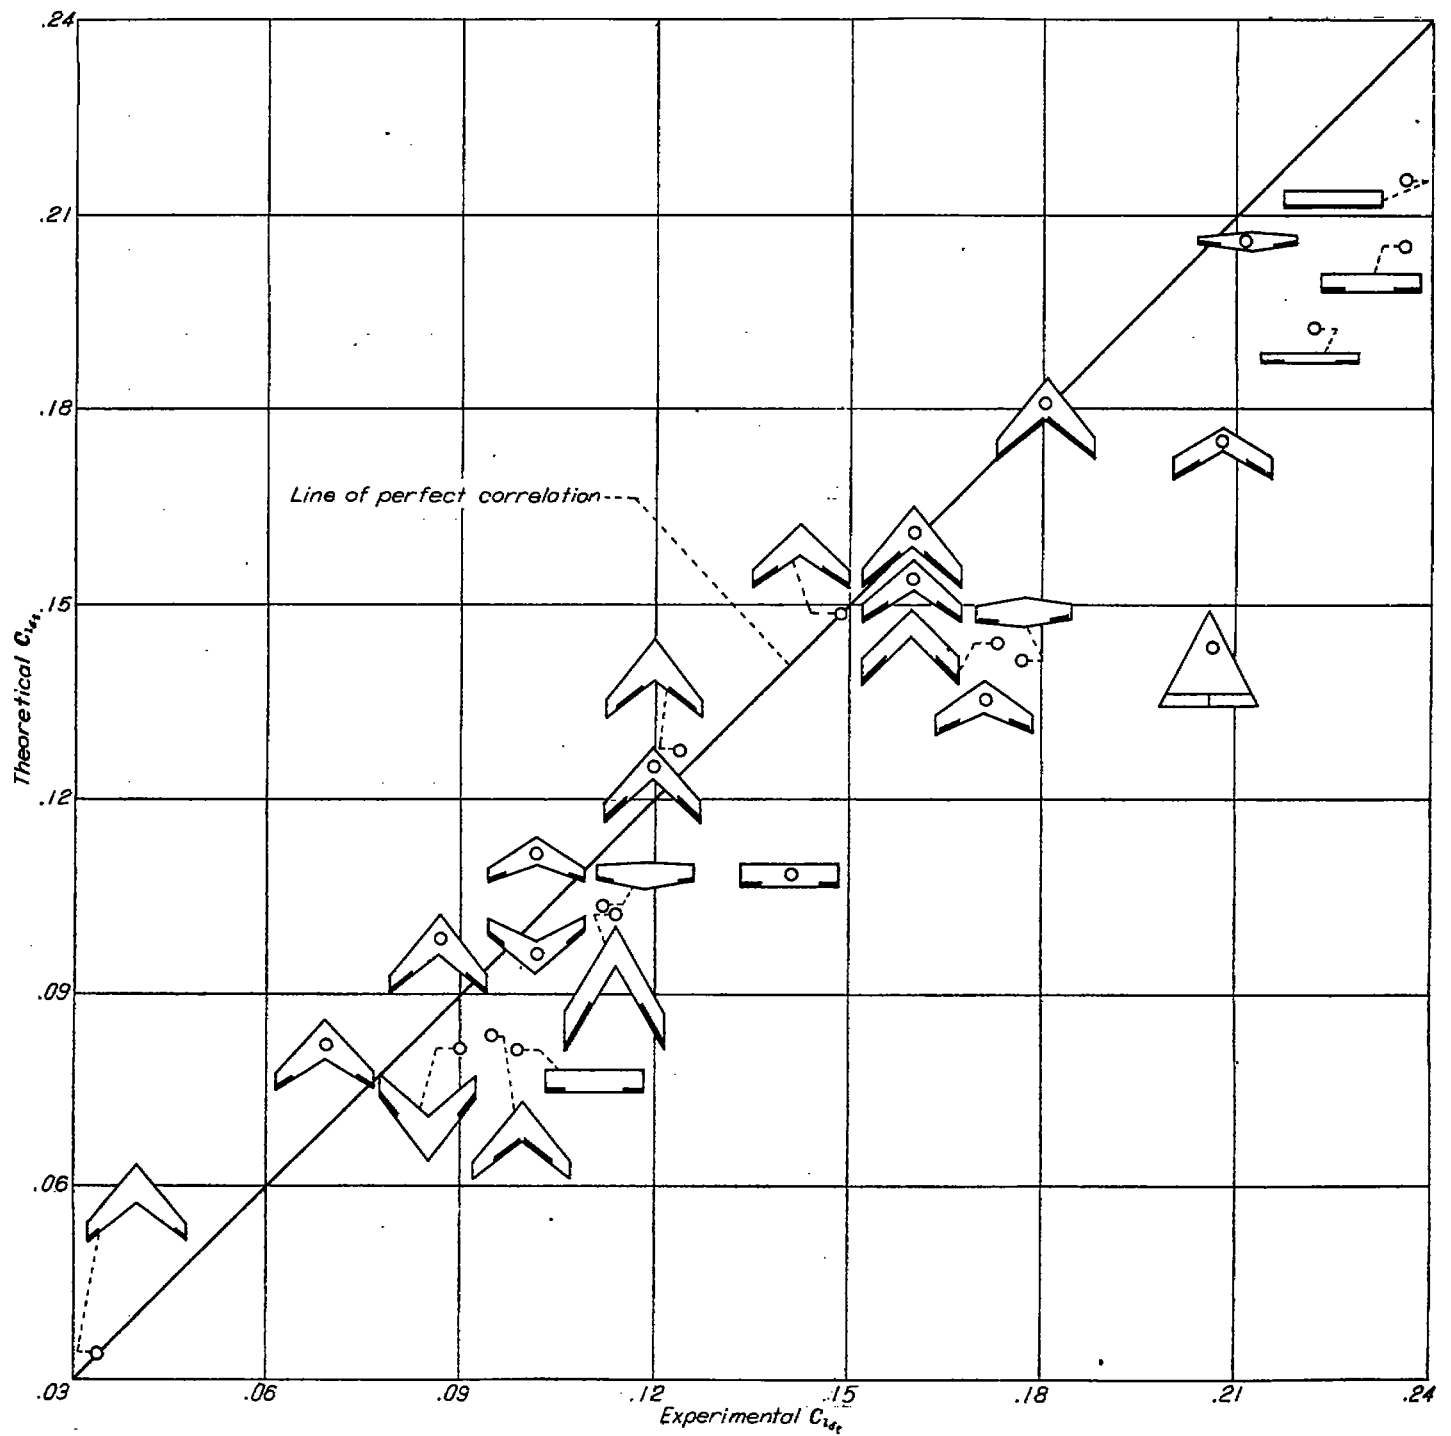 .24
.21
.18
Line of perfect correlation
.15
Theoretical
.12
.09
.06
.03
.03 .06 .09 .12 .15 .18 .21 .24
Experimental